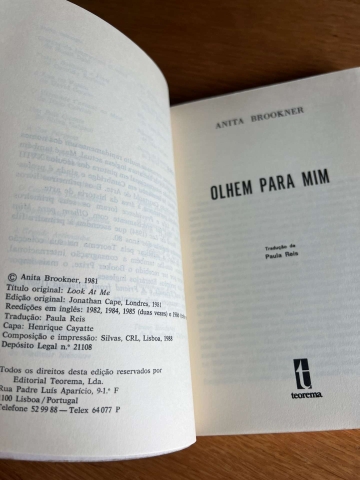 © Anita Brookner, 1981
Título original: Look At Me
Edição original: Jonathan Cape, Londres, 1981
Reedições em inglês: 1982, 1984, 1985 (duas vezes) e 1986
Tradução: Paula Reis
Capa: Henrique Cayatte
Composição e impressão: Silvas, CRL, Lisboa, 1988
Depósito Legal n.º 21108
Todos os direitos desta edição reservados por
Editorial Teorema, Lda.
Rua Padre Luís Aparício, 9-1.º F
1100 Lisboa / Portugal
Telefone 52 99 88 — Telex 64 077 P
ANITA BROOKNER
OLHEM PARA MIM
Tradução de
Paula Reis
t
teorema